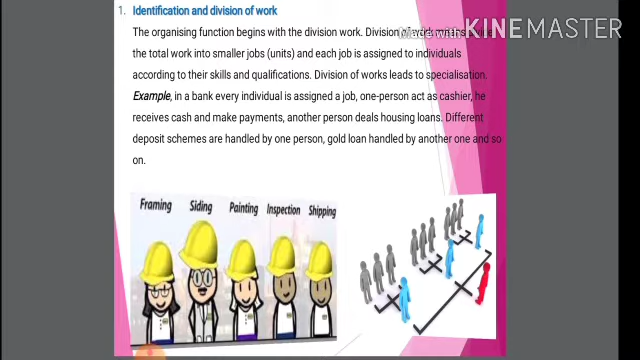 1. Identification and division of work
Made with KINEMASTER
The organising function begins with the division work. Division
the total work into smaller jobs (units) and each job is assigned to individuals
according to their skills and qualifications. Division of works leads to specialisation.
Example, in a bank every individual is assigned a job, one-person act as cashier, he
receives cash and make payments, another person deals housing loans. Different
deposit schemes are handled by one person, gold loan handled by another one and so
on.
Framing Siding Painting Inspection Shipping